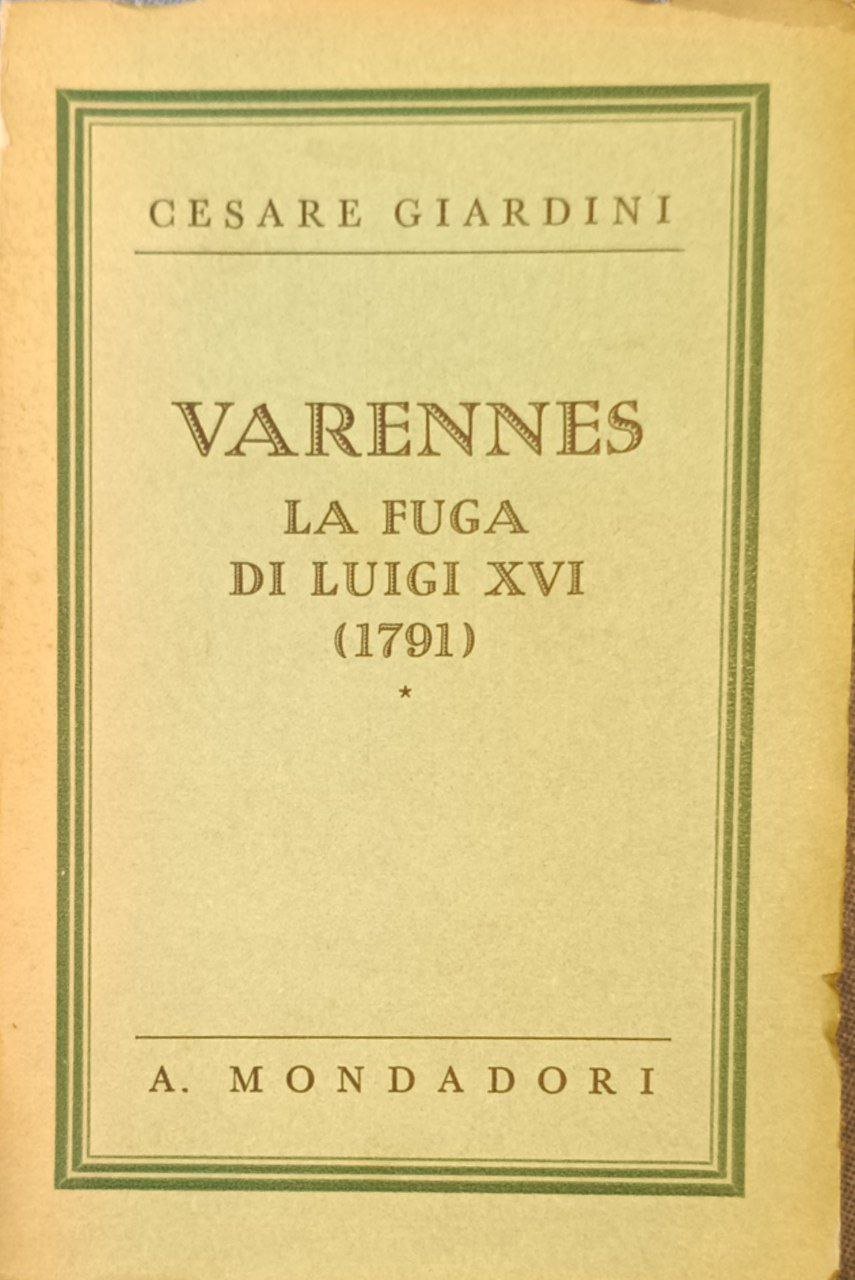 CESARE GIARDINI
VARENNES
LA FUGA
DI LUIGI XVI
(1791)
*
A. MONDADORI